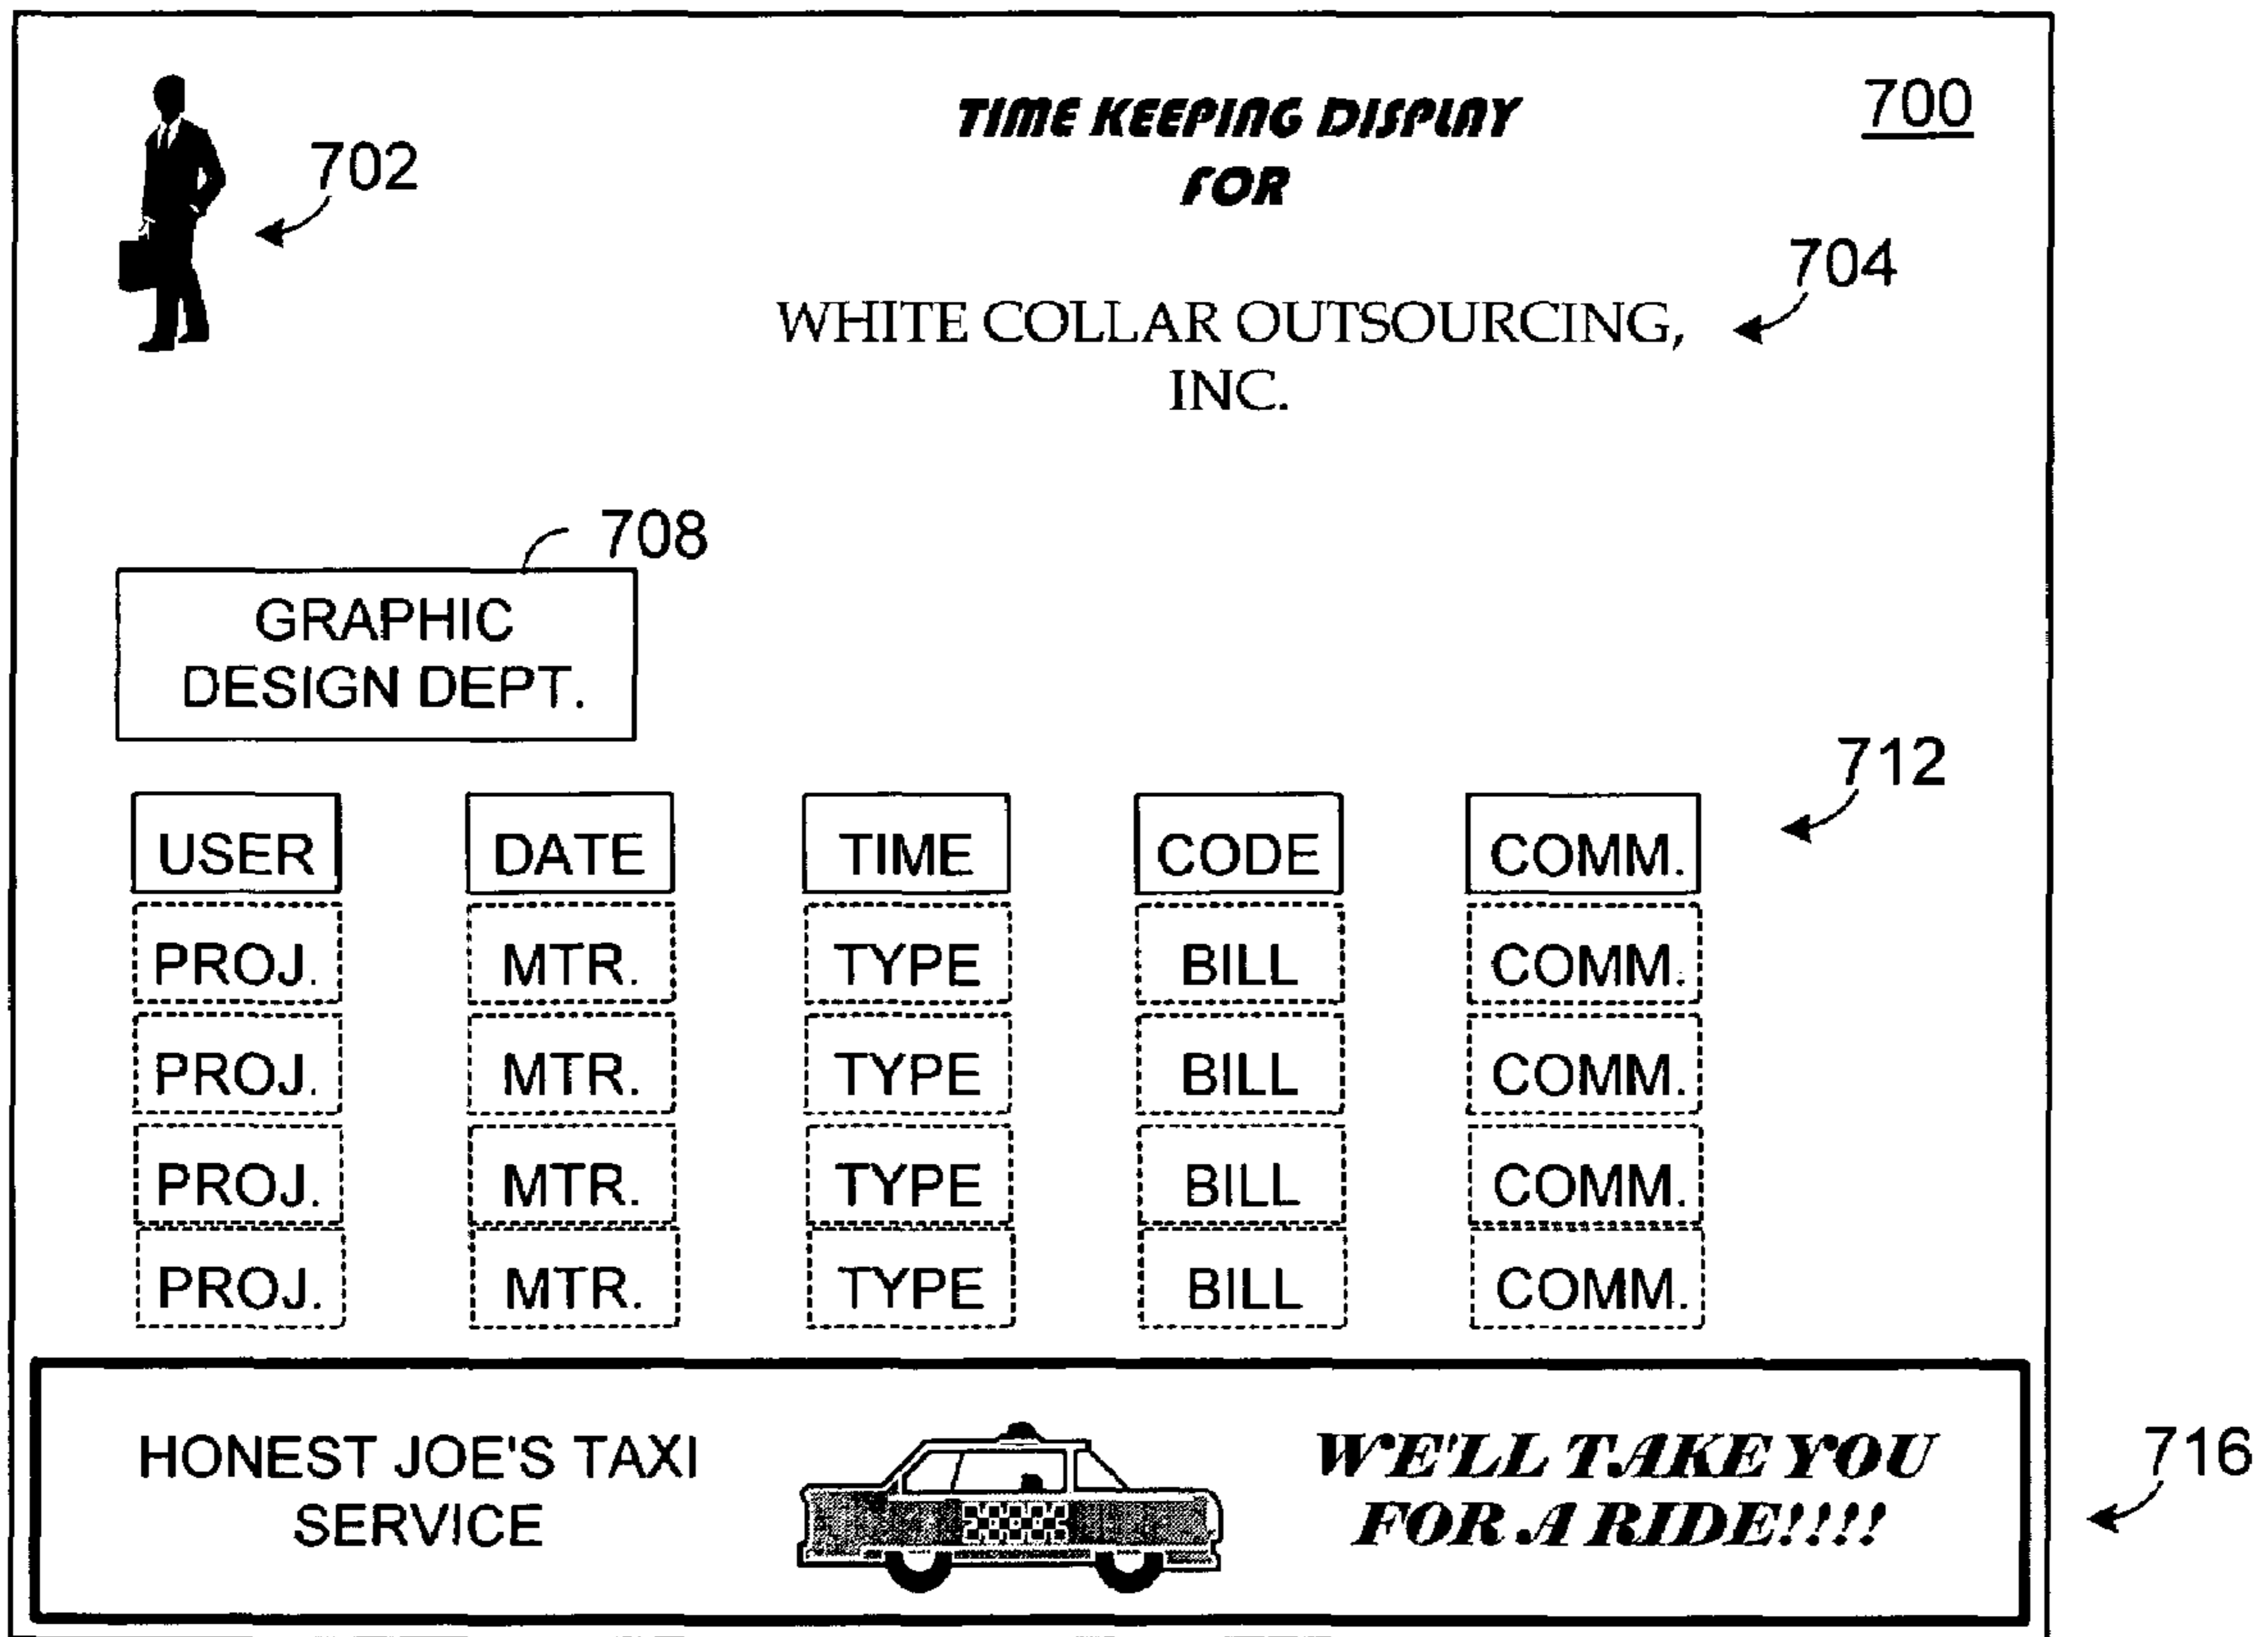 TIME KEEPING DISPLAY
700
FOR
702
704
WHITE COLLAR OUTSOURCING,
INC.
708
GRAPHIC
DESIGN DEPT.
712
USER DATE TIME CODE COMM.
PROJ. MTR. TYPE BILL COMM.
PROJ. MTR. TYPE BILL COMM.
PROJ. MTR. TYPE BILL COMM.
PROJ. MTR. TYPE BILL COMM.
HONEST JOE'S TAXI
SERVICE
WE'LL TAKE YOU
FOR A RIDE!!!!
716